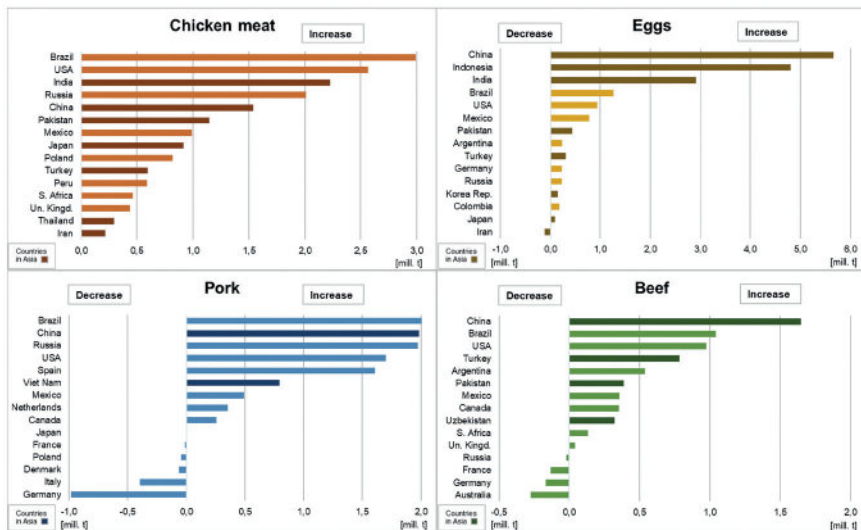 Chicken meat
Increase
Brazil
USA
India
Russia
China
Pakistan
Mexico
Japan
Poland
Turkey
Peru
S. Africa
Un. Kingd.
Thailand
Iran
0,0 0,5 1,0 1,5 2,0 2,5 3,0
[mill. t]
Countries
in Asia
Eggs
Decrease Increase
China
Indonesia
India
Brazil
USA
Mexico
Pakistan
Argentina
Turkey
Germany
Russia
Korea Rep.
Colombia
Japan
Iran
-1,0 0,0 1,0 2,0 3,0 4,0 5,0 6,0
[mill. t] [mill. t]
Countries
in Asia
Pork
Decrease Increase
Brazil
China
Russia
USA
Spain
Viet Nam
Mexico
Netherlands
Canada
Japan
France
Poland
Denmark
Italy
Germany
-1,0 -0,5 0,0 0,5 1,0 1,5 2,0
[mill. t] [mill. t]
Countries
in Asia
Beef
Decrease Increase
China
Brazil
USA
Turkey
Argentina
Pakistan
Mexico
Canada
Uzbekistan
S. Africa
Un. Kingd.
Russia
France
Germany
Australia
-0,5 0,0 0,5 1,0 1,5 2,0
[mill. t] [mill. t]
Countries
in Asia